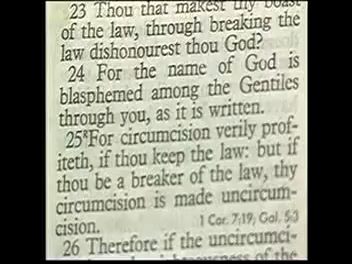 23 Thou that makest thy boast
of the law, through breaking the
law dishonourest thou God?
24 For the name of God is
blasphemed among the Gentiles
through you, as it is written.
25*For circumcision verily prof-
iteth, if thou keep the law: but if
thou be a breaker of the law, thy
circumcision is made uncircum-
cision. 1 Cor. 7:19; Gal. 5:3
26 Therefore if the uncircumci-
righteousness of the